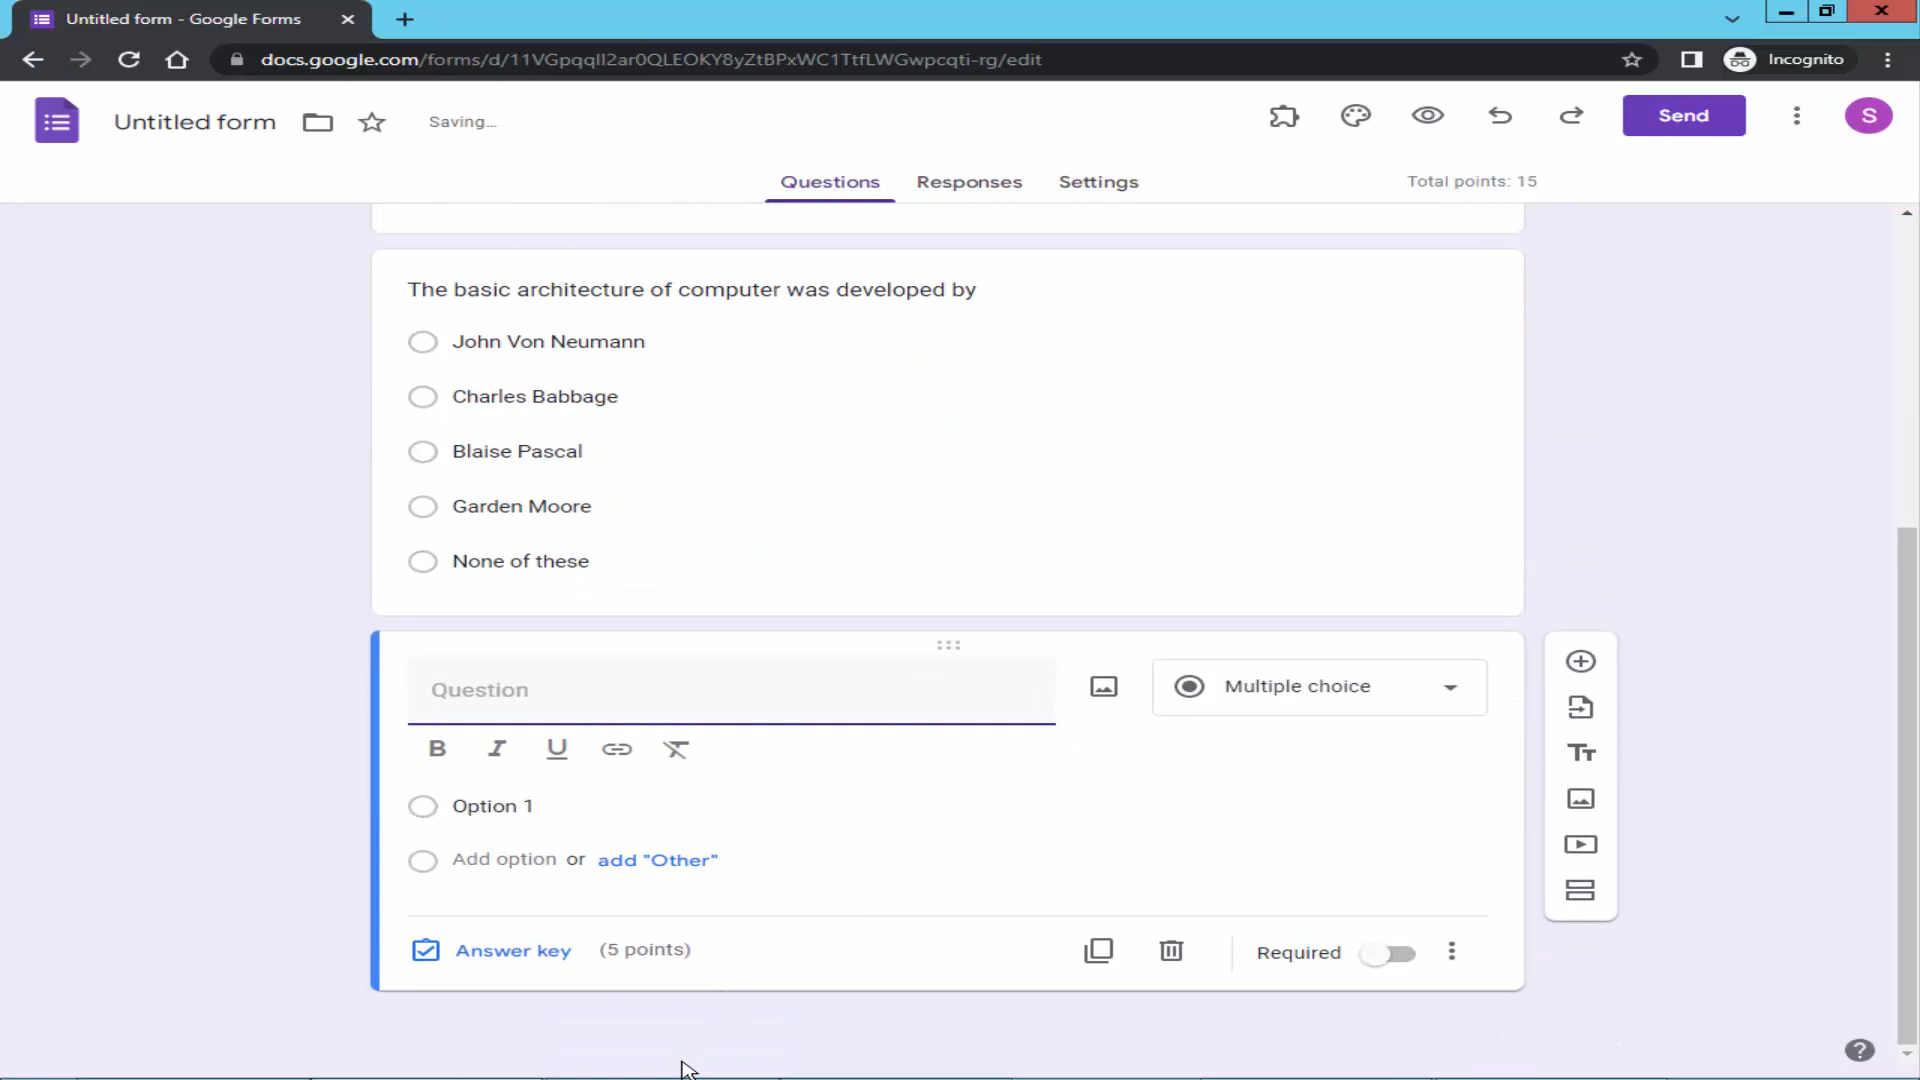 Untitled form - Google Forms
docs.google.com/forms/d/11VGpqqlI2ar0QLEOKY8yZtBPxWC1TtfLWGwpcqti-rg/edit
Incognito
Untitled form
Saving...
Send
S
Questions
Responses
Settings
Total points: 15
The basic architecture of computer was developed by
John Von Neumann
Charles Babbage
Blaise Pascal
Garden Moore
None of these
Question
Multiple choice
B I U
Tт
Option 1
Add option or add "Other"
Answer key (5 points)
Required
?